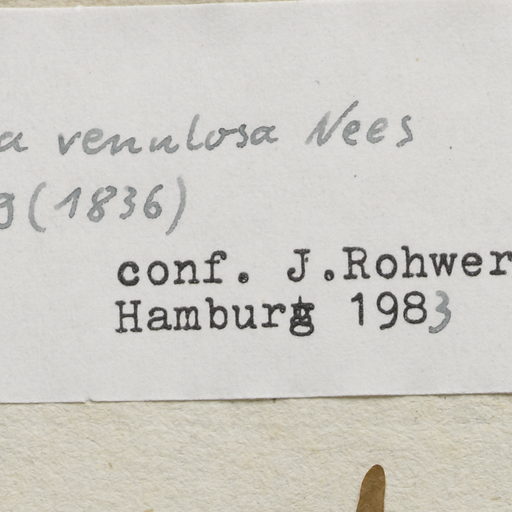 a venulosa Nees
g (1836)
conf. J.Rohwer
Hamburg 1983